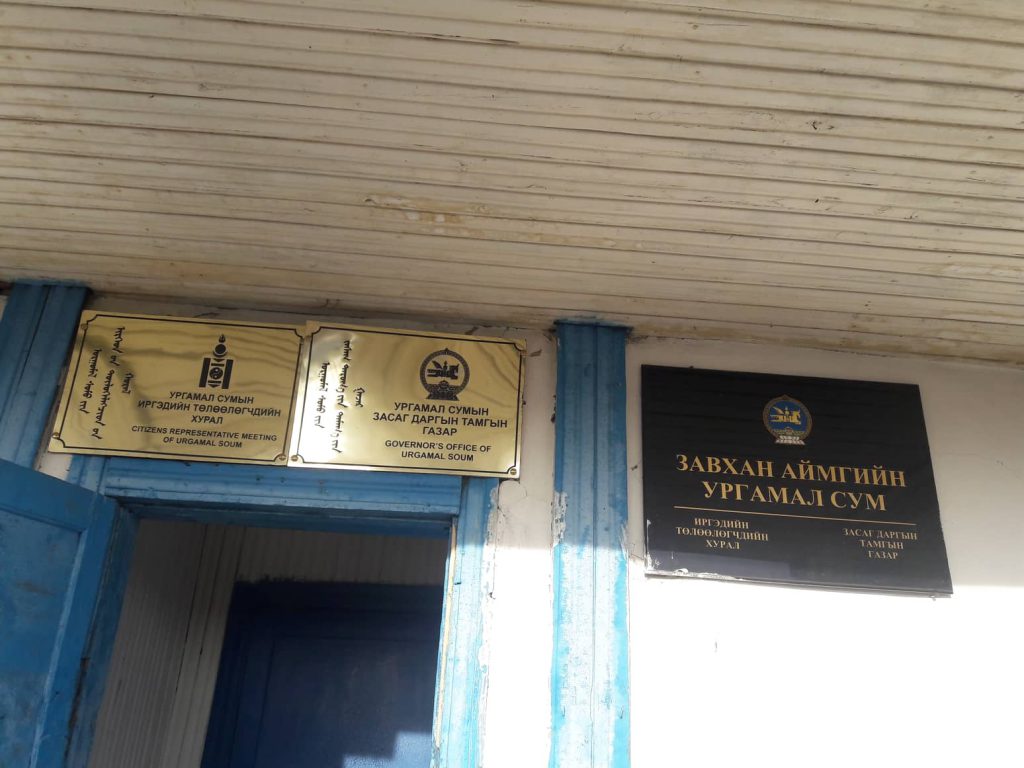 УРГАМАЛ СУМЫН
ИРГЭДИЙН ТӨЛӨӨЛӨГЧДИЙН
ХУРАЛ
CITIZENS REPRESENTATIVE MEETING
OF URGAMAL SOUM
УРГАМАЛ СУМЫН
ЗАСАГ ДАРГЫН ТАМГЫН
ГАЗАР
GOVERNOR'S OFFICE OF
URGAMAL SOUM
ЗАВХАН АЙМГИЙН
УРГАМАЛ СУМ
ИРГЭДИЙН
ТӨЛӨӨЛӨГЧДИЙН
ХУРАЛ
ЗАСАГ ДАРГЫН
ТАМГЫН
ГАЗАР